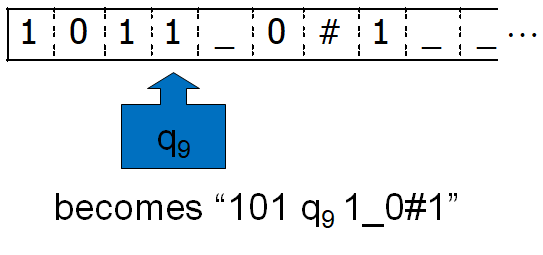 1 0 1 1 _ 0 # 1 _ _ ...
q₉
becomes “101 q₉ 1_0#1”